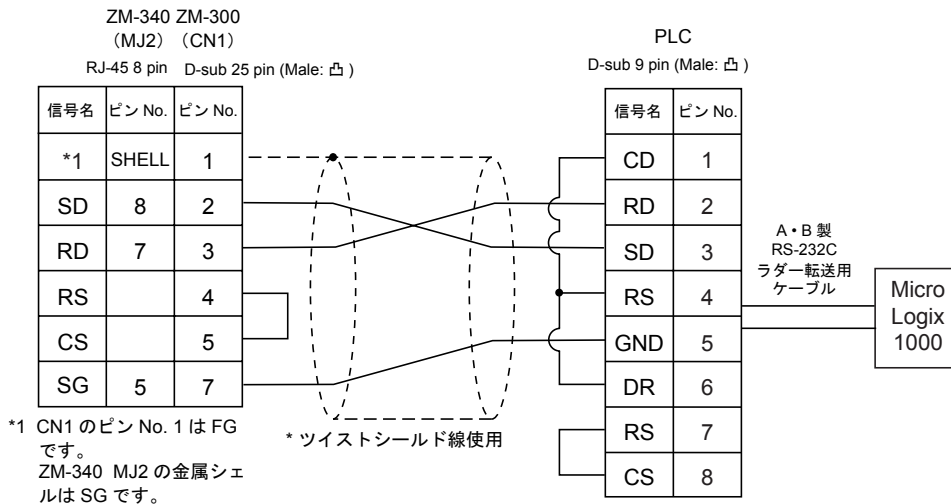 ZM-340 ZM-300
(MJ2) (CN1)
RJ-45 8 pin D-sub 25 pin (Male: 凸 )
信号名 ピン No. ピン No.
*1 SHELL 1
SD 8 2
RD 7 3
RS 4
CS 5
SG 5 7
*1 CN1 のピン No. 1 は FG
です。
ZM-340 MJ2 の金属シェ
ルは SG です。
* ツイストシールド線使用
PLC
D-sub 9 pin (Male: 凸 )
信号名 ピン No.
CD 1
RD 2
SD 3
RS 4
GND 5
DR 6
RS 7
CS 8
A・B 製
RS-232C
ラダー転送用
ケーブル
Micro
Logix
1000